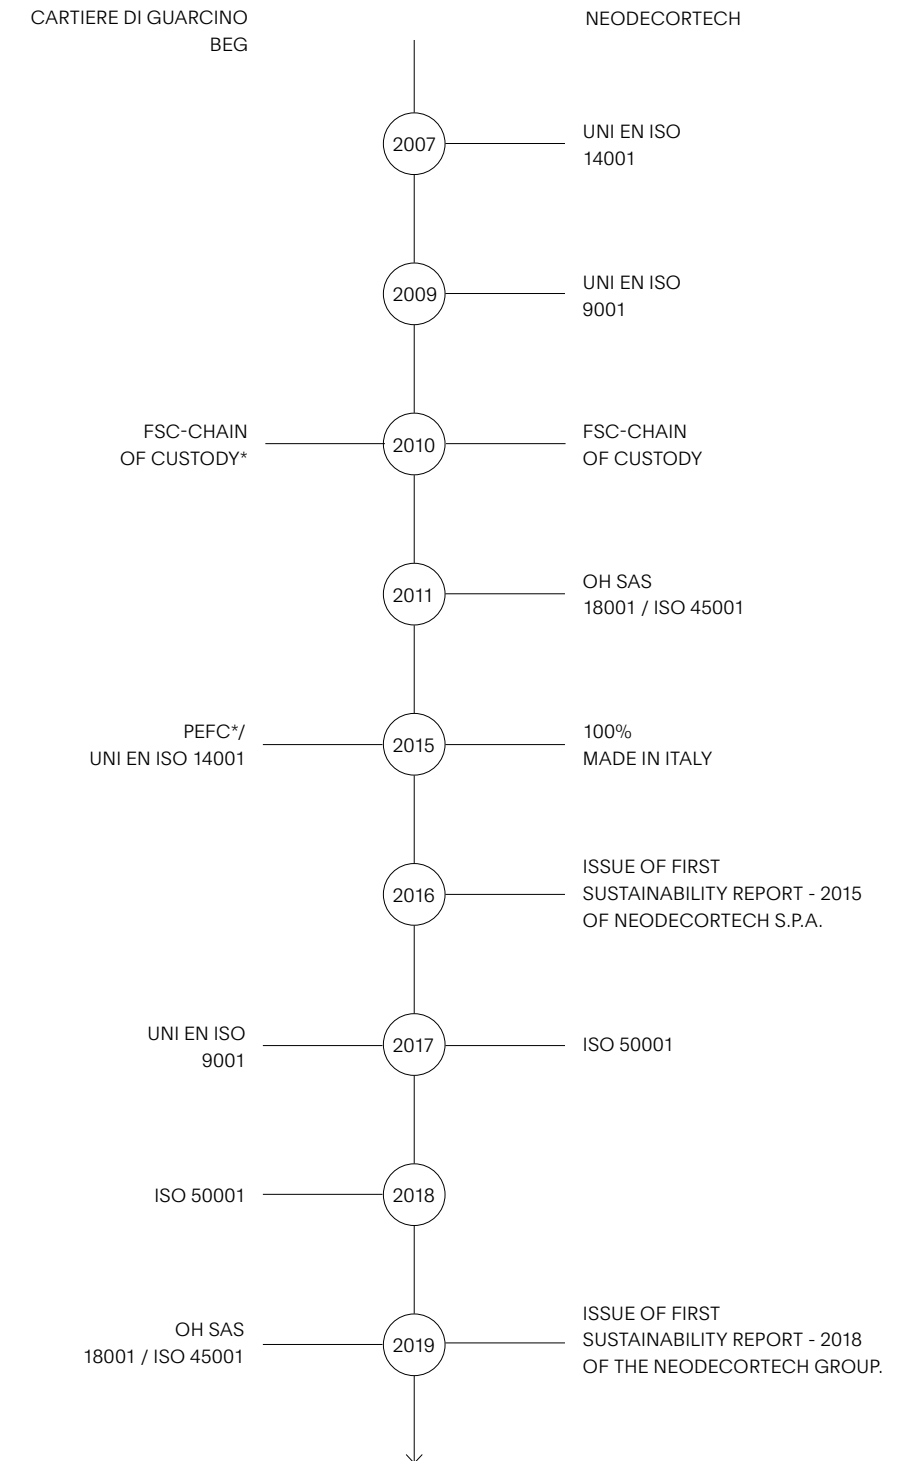 CARTIERE DI GUARCINO
BEG
NEODECORTECH
2007
UNI EN ISO
14001
2009
UNI EN ISO
9001
FSC-CHAIN
OF CUSTODY*
2010
FSC-CHAIN
OF CUSTODY
2011
OH SAS
18001 / ISO 45001
PEFC*/
UNI EN ISO 14001
2015
100%
MADE IN ITALY
2016
ISSUE OF FIRST
SUSTAINABILITY REPORT - 2015
OF NEODECORTECH S.P.A.
UNI EN ISO
9001
2017
ISO 50001
ISO 50001
2018
OH SAS
18001 / ISO 45001
2019
ISSUE OF FIRST
SUSTAINABILITY REPORT - 2018
OF THE NEODECORTECH GROUP.